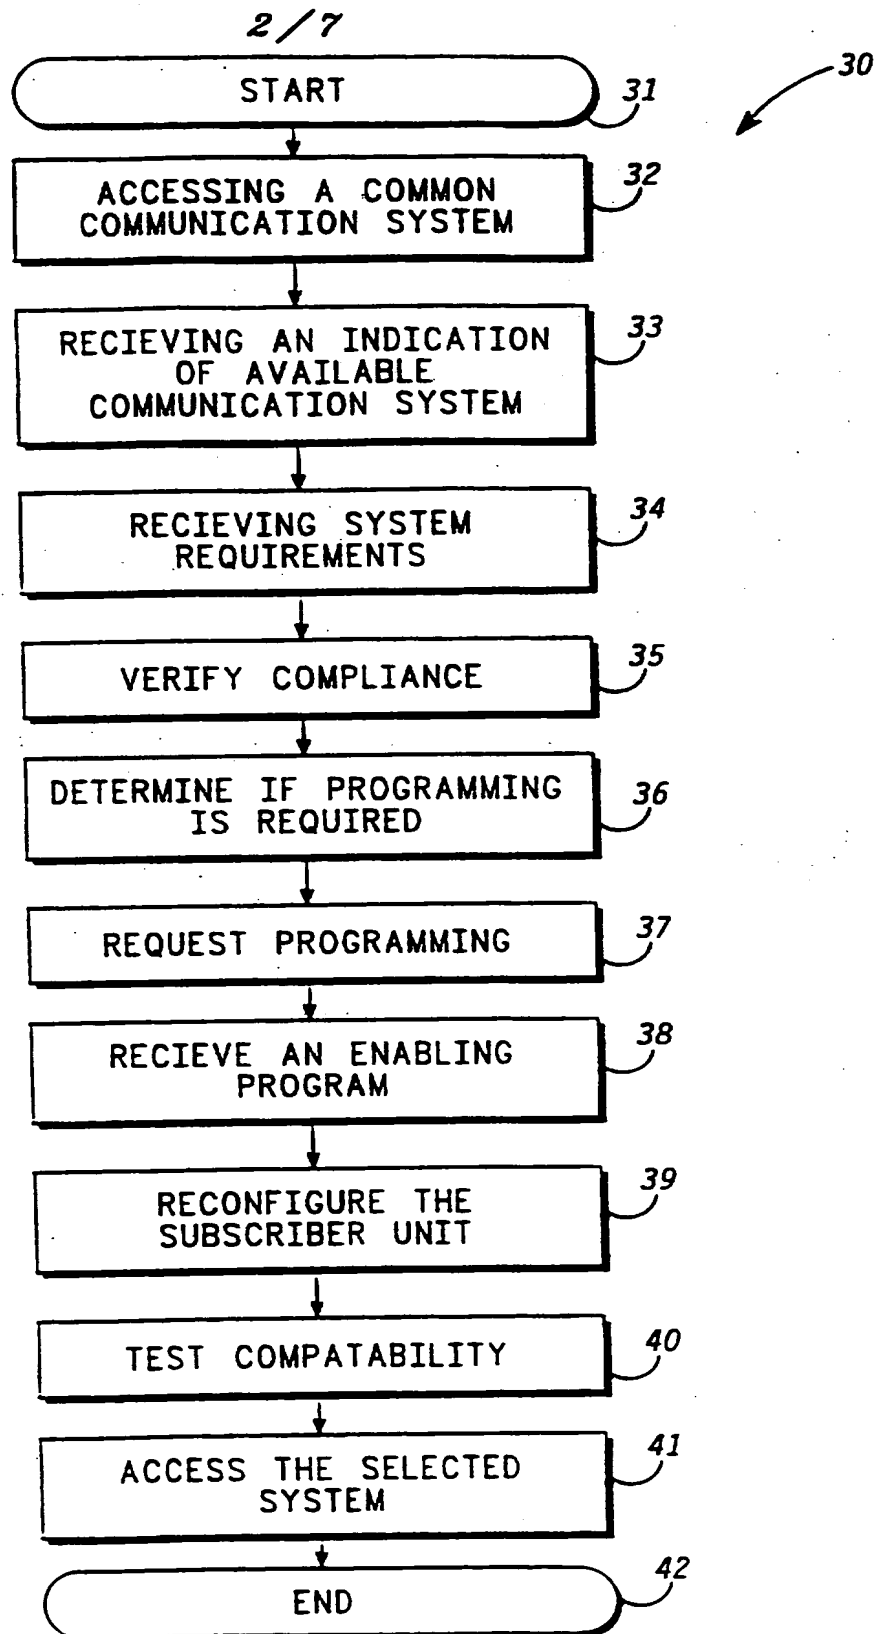 2/7
30
START
31
ACCESSING A COMMON
COMMUNICATION SYSTEM
32
RECIEVING AN INDICATION
OF AVAILABLE
COMMUNICATION SYSTEM
33
RECIEVING SYSTEM
REQUIREMENTS
34
VERIFY COMPLIANCE
35
DETERMINE IF PROGRAMMING
IS REQUIRED
36
REQUEST PROGRAMMING
37
RECIEVE AN ENABLING
PROGRAM
38
RECONFIGURE THE
SUBSCRIBER UNIT
39
TEST COMPATABILITY
40
ACCESS THE SELECTED
SYSTEM
41
END
42